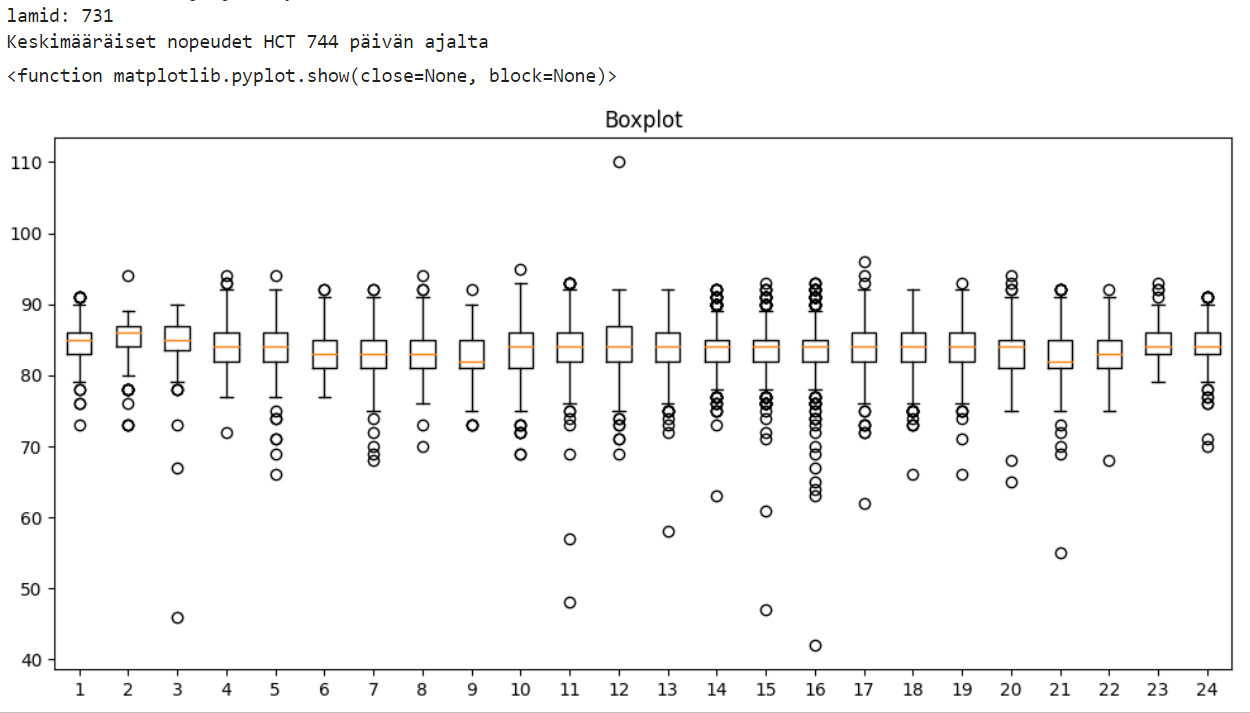 lamid: 731
Keskimääräiset nopeudet HCT 744 päivän ajalta
<function matplotlib.pyplot.show(close=None, block=None)>
Boxplot
110
100
90
80
70
60
50
40
1 2 3 4 5 6 7 8 9 10 11 12 13 14 15 16 17 18 19 20 21 22 23 24